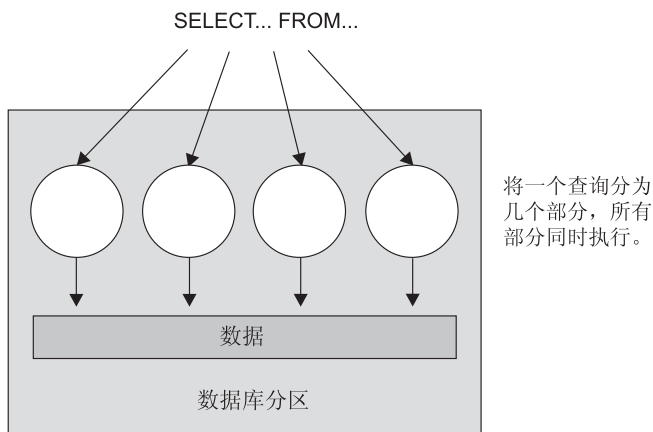 SELECT... FROM...
将一个查询分为
几个部分，所有
部分同时执行。
数据
数据库分区